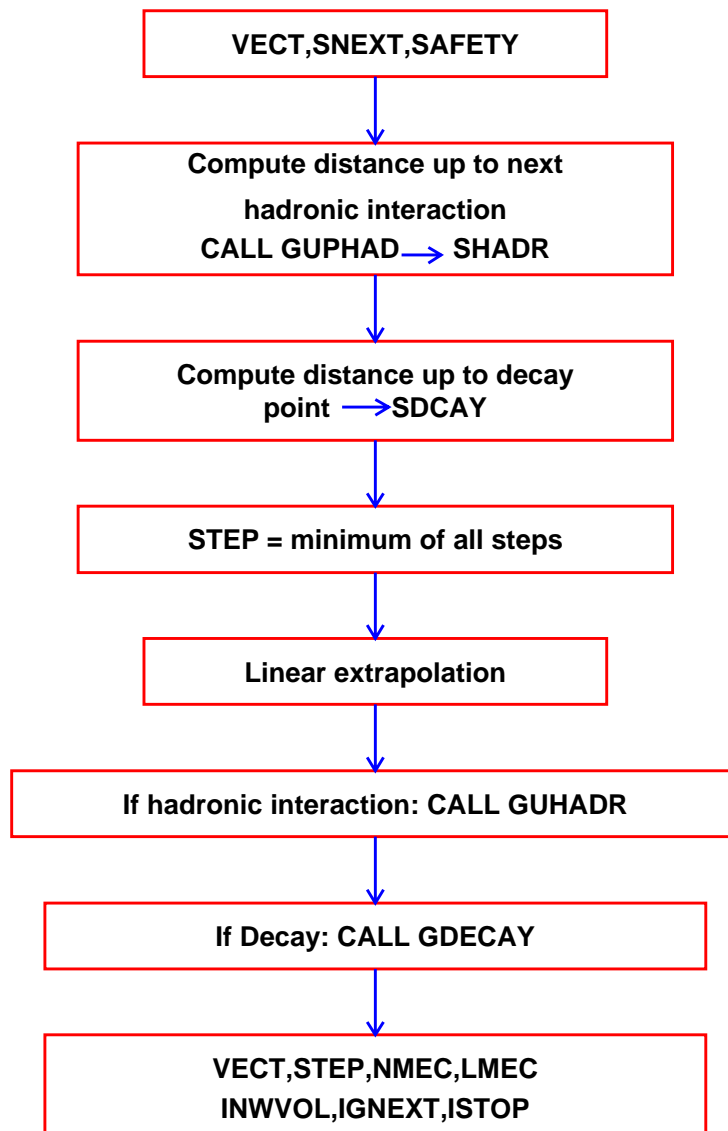 VECT,SNEXT,SAFETY
Compute distance up to next
hadronic interaction
CALL GUPHAD → SHADR
Compute distance up to decay
point →SDCAY
STEP = minimum of all steps
Linear extrapolation
If hadronic interaction: CALL GUHADR
If Decay: CALL GDECAY
VECT,STEP,NMEC,LMEC
INWVOL,IGNEXT,ISTOP